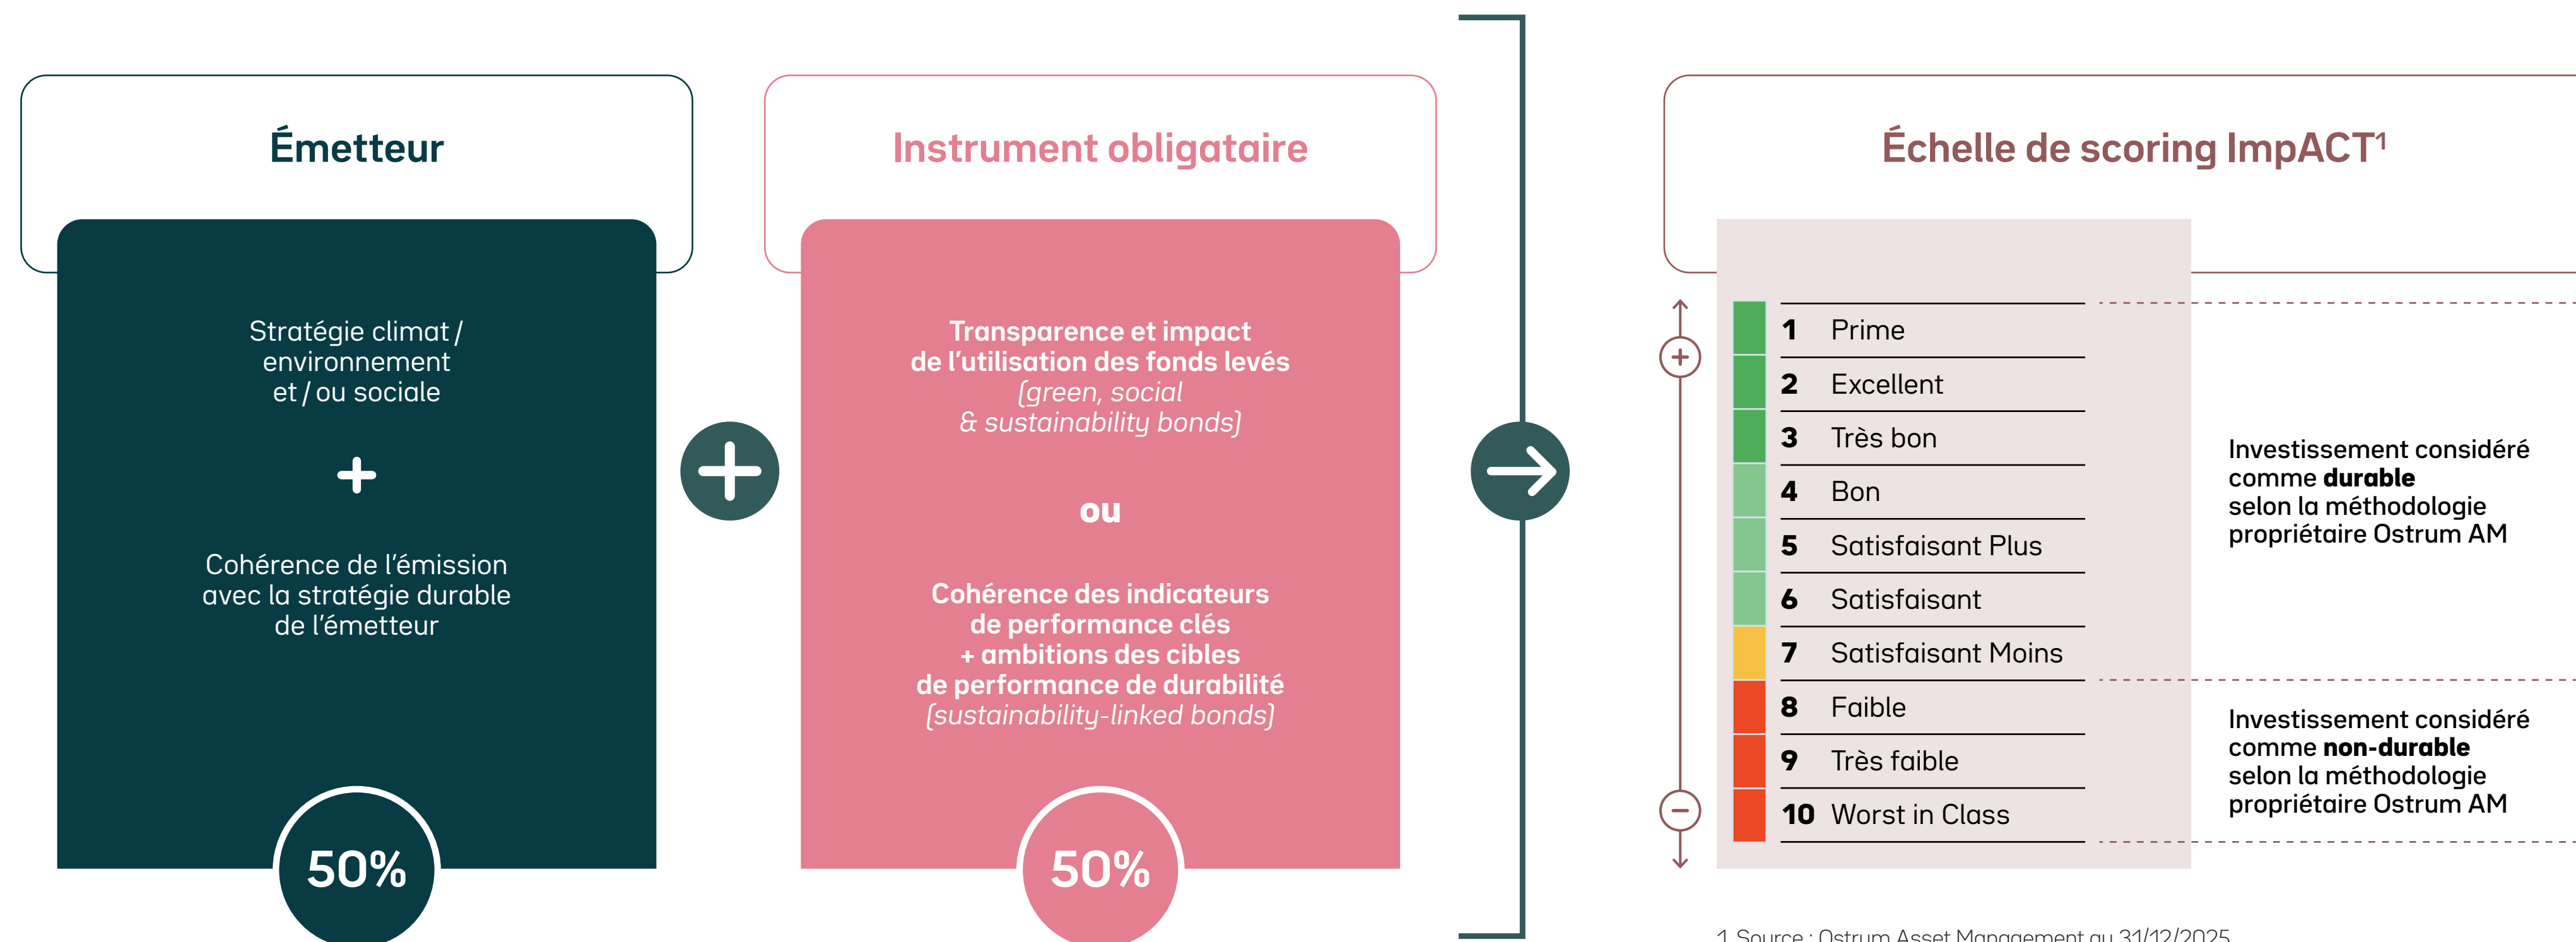 Émetteur
Stratégie climat /
environnement
et / ou sociale
+
Cohérence de l’émission
avec la stratégie durable
de l’émetteur
50%
+
Instrument obligataire
Transparence et impact
de l’utilisation des fonds levés
(green, social
& sustainability bonds)
ou
Cohérence des indicateurs
de performance clés
+ ambitions des cibles
de performance de durabilité
(sustainability-linked bonds)
50%
Échelle de scoring ImpACT¹
1 Prime
2 Excellent
3 Très bon
4 Bon
5 Satisfaisant Plus
6 Satisfaisant
7 Satisfaisant Moins
8 Faible
9 Très faible
10 Worst in Class
Investissement considéré
comme durable
selon la méthodologie
propriétaire Ostrum AM
Investissement considéré
comme non-durable
selon la méthodologie
propriétaire Ostrum AM
1. Source : Ostrum Asset Management au 31/12/2025